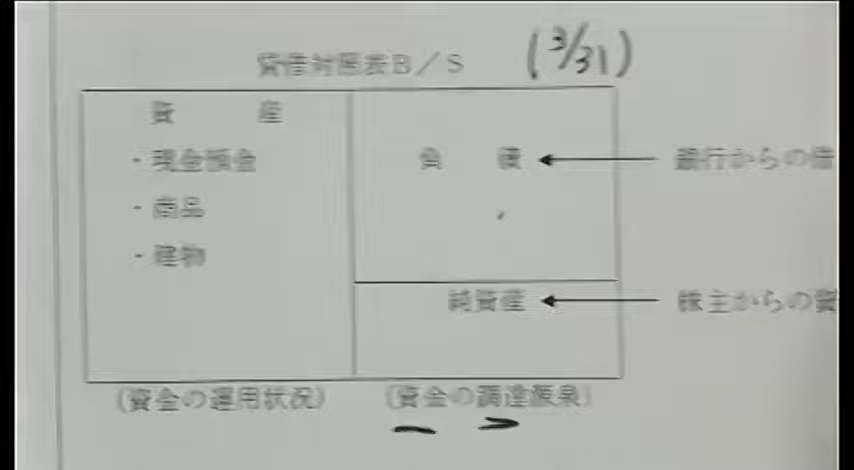 貸借対照表B/S (3/31)
資 産
・現金預金
・商品
・建物
負 債
銀行からの借
純資産
株主からの資
(資金の運用状況)
(資金の調達源泉)